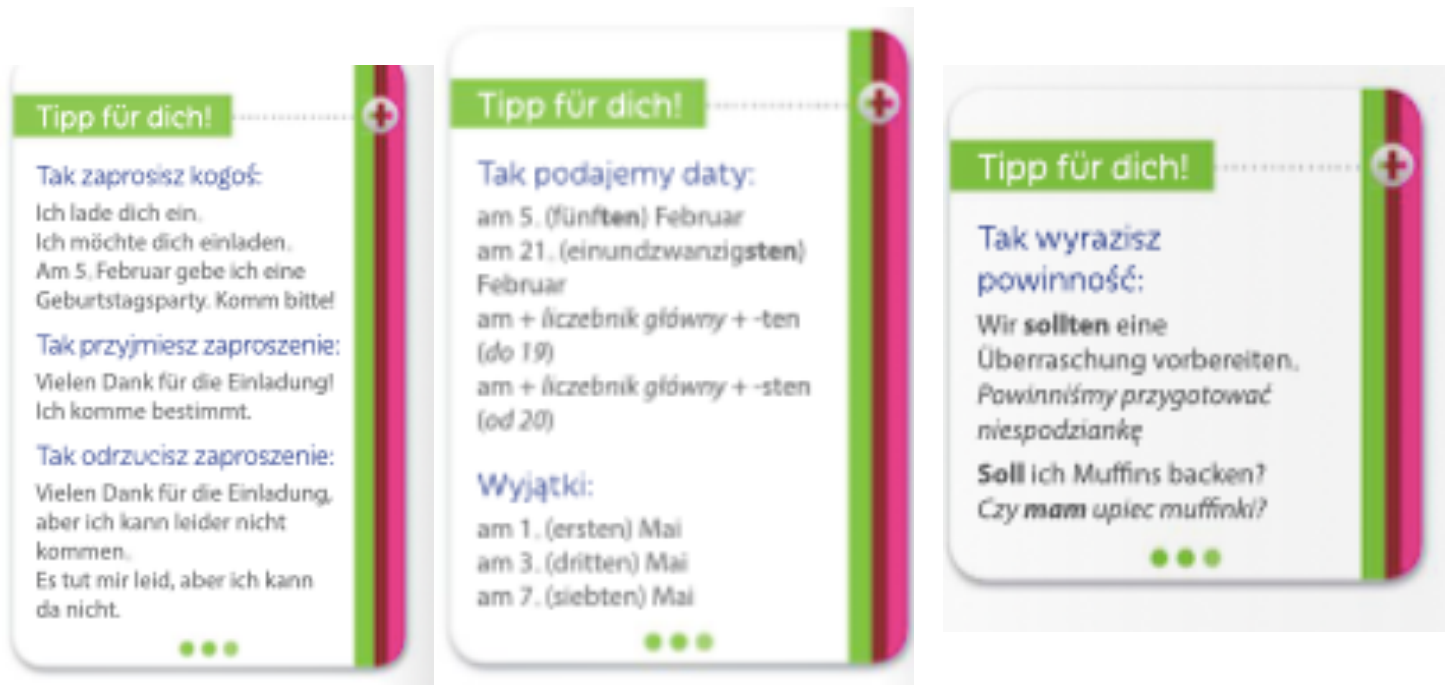 Tipp für dich!
Tak zaprosisz kogoś:
Ich lade dich ein.
Ich möchte dich einladen.
Am 5. Februar gebe ich eine
Geburtstagsparty. Komm bitte!
Tak przyjmiesz zaproszenie:
Vielen Dank für die Einladung!
Ich komme bestimmt.
Tak odrzucisz zaproszenie:
Vielen Dank für die Einladung,
aber ich kann leider nicht
kommen.
Es tut mir leid, aber ich kann
da nicht.
Tipp für dich!
Tak podajemy daty:
am 5. (fünften) Februar
am 21. (einundzwanzigsten)
Februar
am + liczebnik główny + -ten
(do 19)
am + liczebnik główny + -sten
(od 20)
Wyjątki:
am 1. (ersten) Mai
am 3. (dritten) Mai
am 7. (siebten) Mai
Tipp für dich!
Tak wyrazisz
powinność:
Wir sollten eine
Überraschung vorbereiten.
Powinniśmy przygotować
niespodziankę
Soll ich Muffins backen?
Czy mam upiec muffinki?